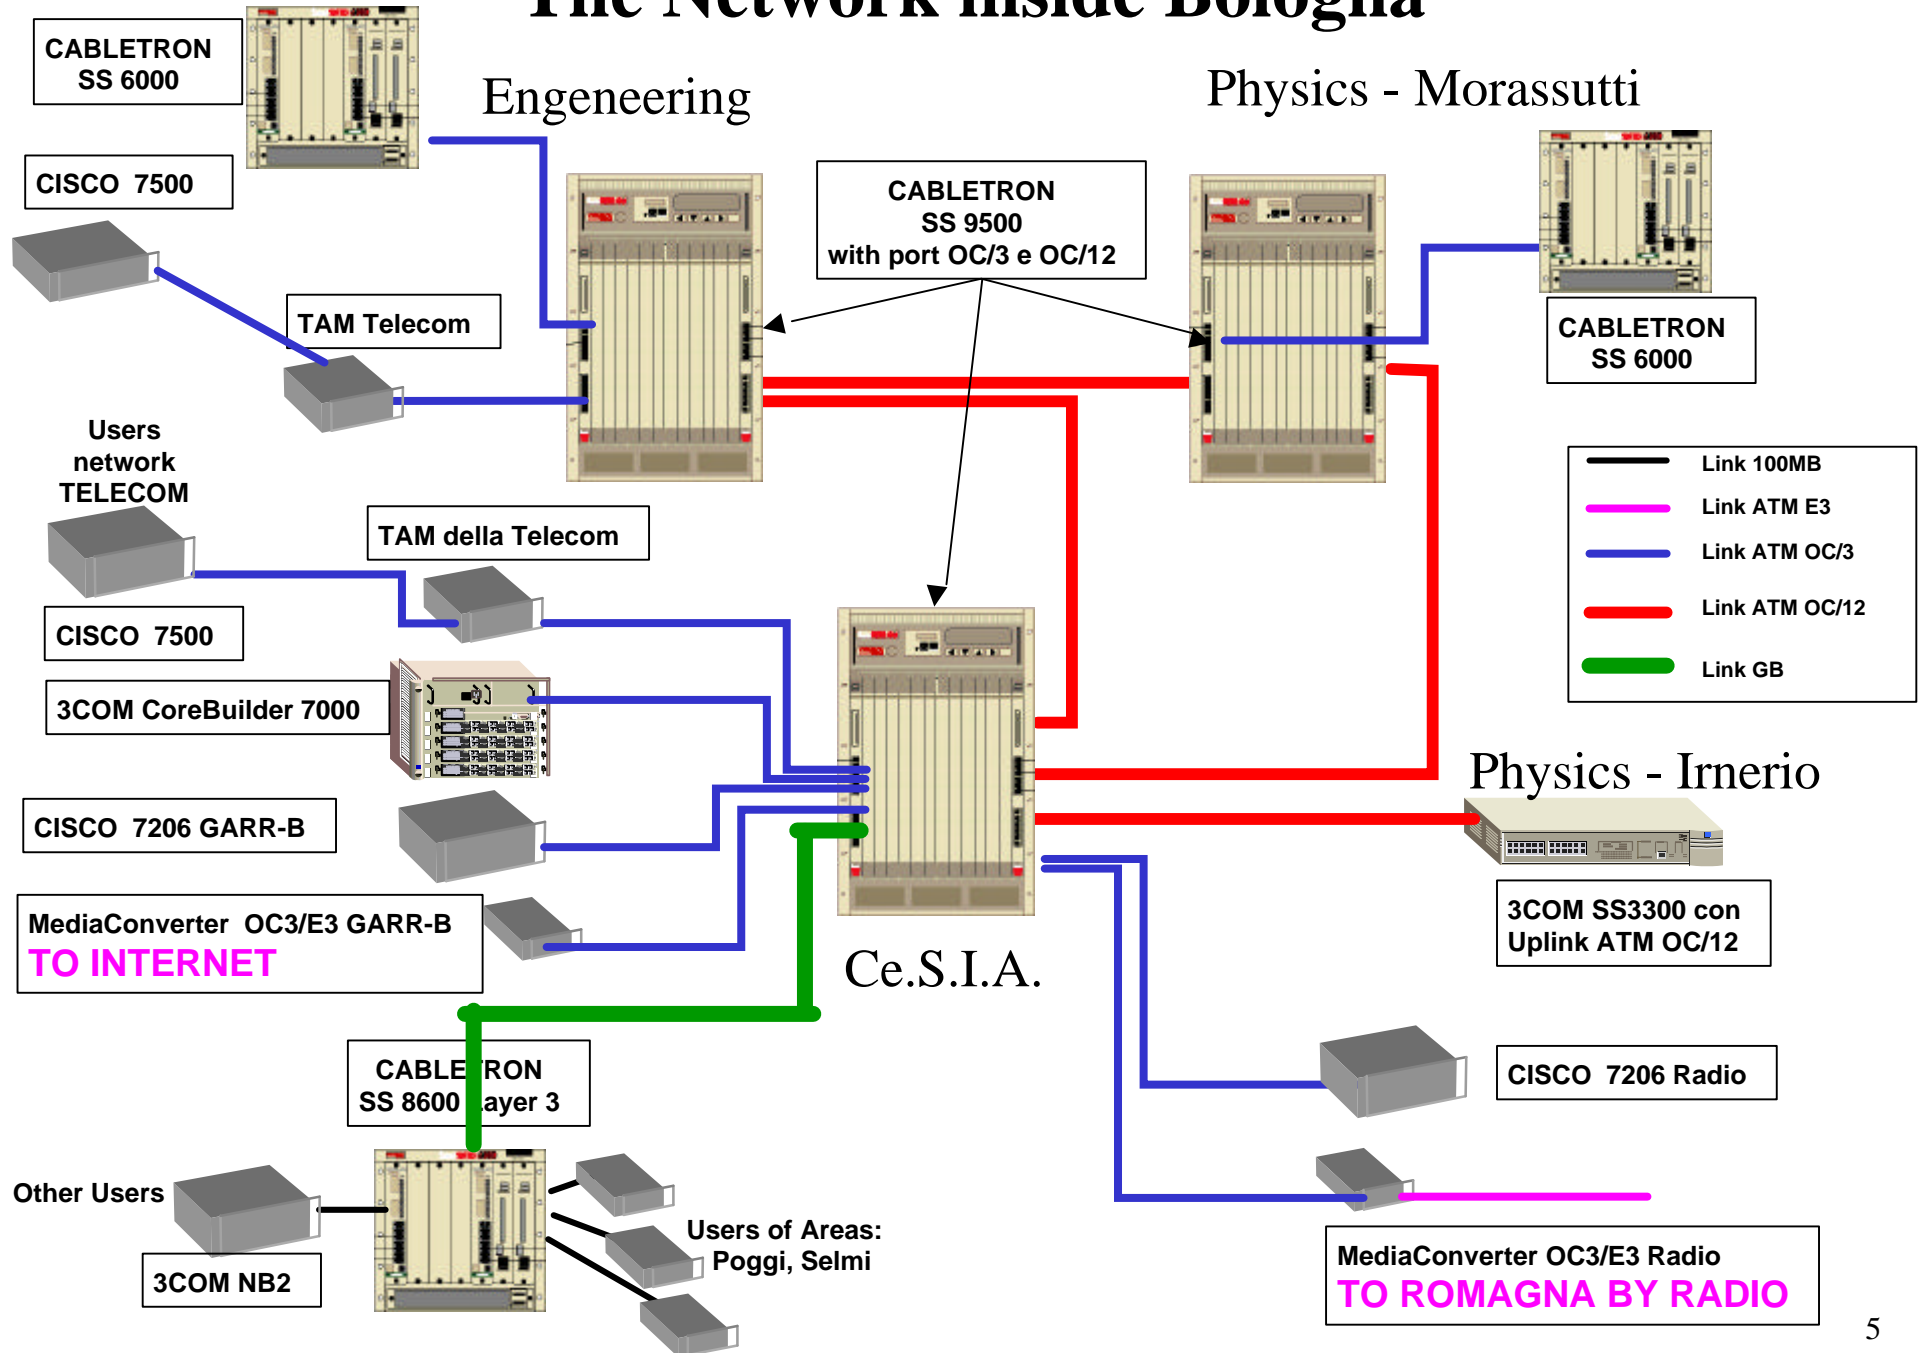 The Network inside Bologna
CABLETRON
SS 6000
Engeneering
Physics - Morassutti
CISCO 7500
CABLETRON
SS 9500
with port OC/3 e OC/12
TAM Telecom
CABLETRON
SS 6000
Users
network
TELECOM
TAM della Telecom
Link 100MB
Link ATM E3
Link ATM OC/3
Link ATM OC/12
Link GB
CISCO 7500
3COM CoreBuilder 7000
Physics - Irnerio
CISCO 7206 GARR-B
MediaConverter OC3/E3 GARR-B
TO INTERNET
3COM SS3300 con
Uplink ATM OC/12
Ce.S.I.A.
CABLETRON
SS 8600 Layer 3
CISCO 7206 Radio
Other Users
Users of Areas:
Poggi, Selmi
3COM NB2
MediaConverter OC3/E3 Radio
TO ROMAGNA BY RADIO
5